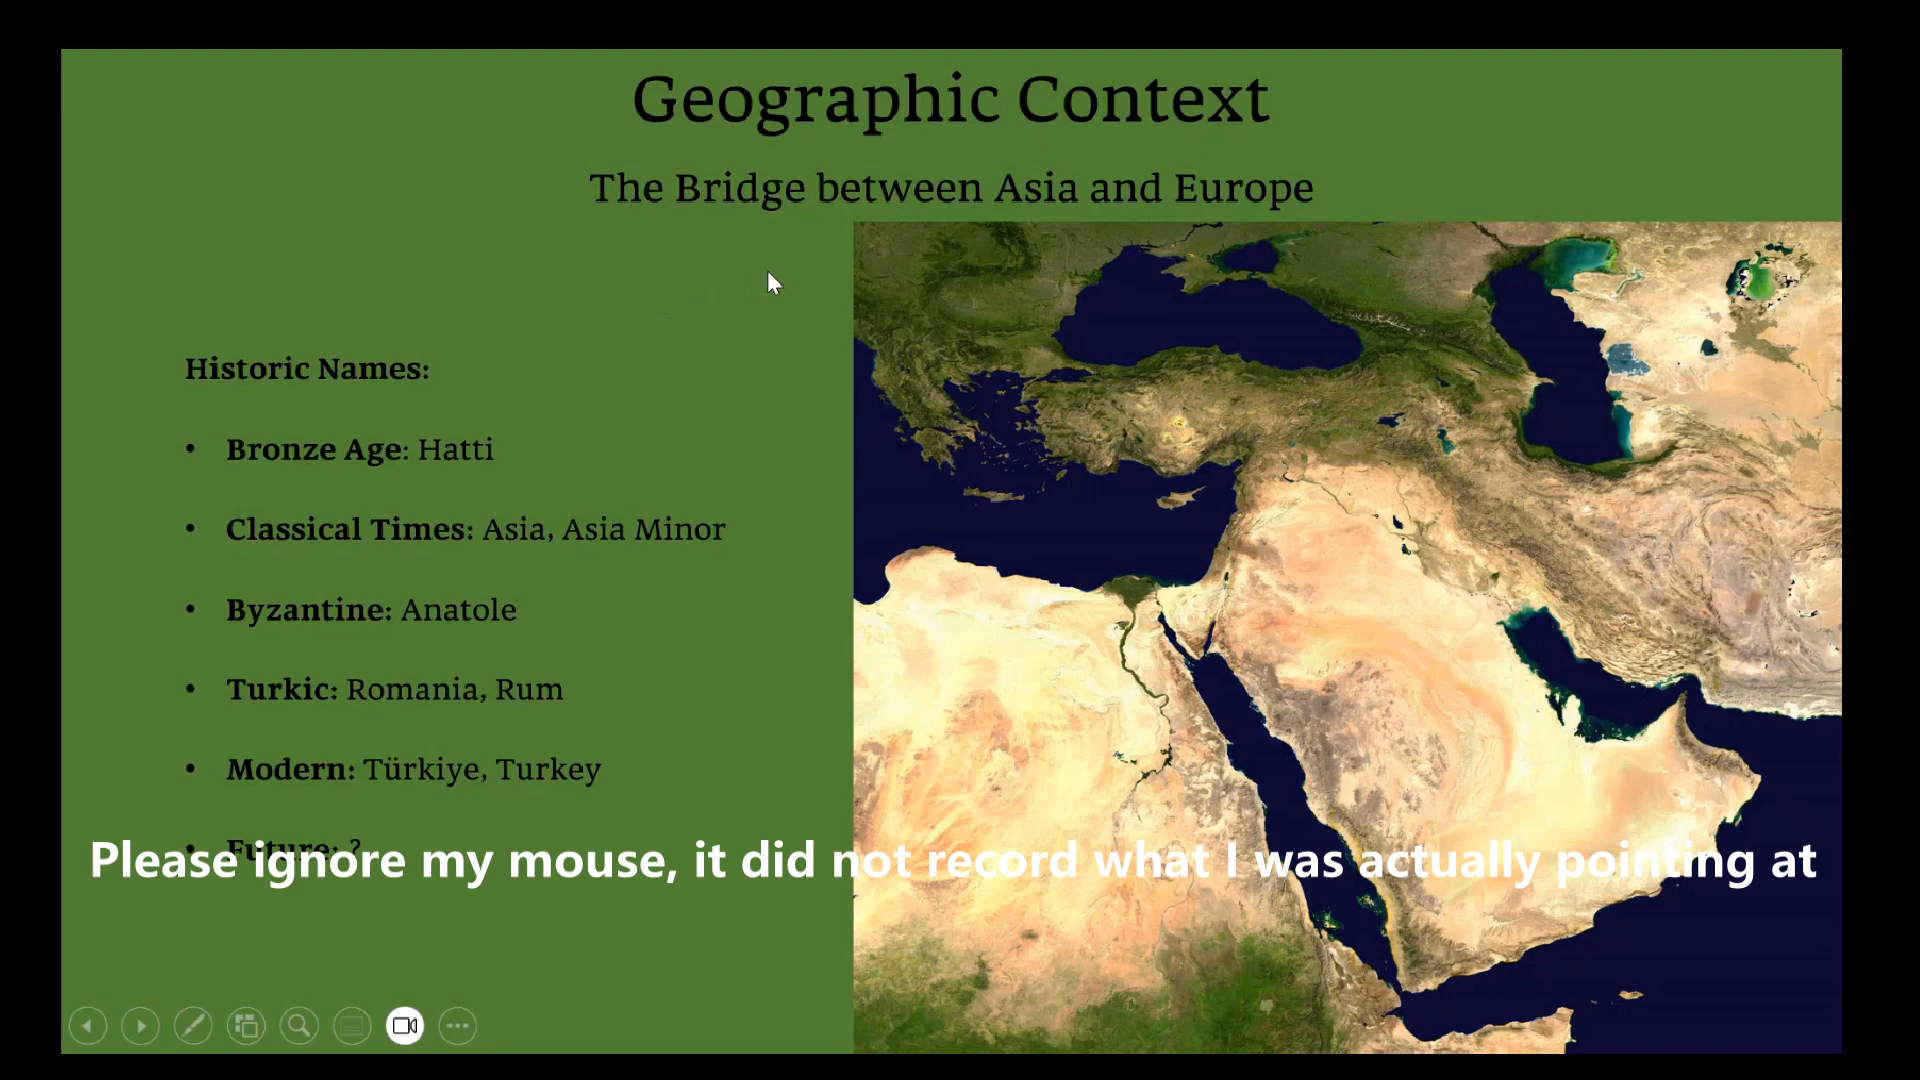 Geographic Context
The Bridge between Asia and Europe
Historic Names:
• Bronze Age: Hatti
• Classical Times: Asia, Asia Minor
• Byzantine: Anatole
• Turkic: Romania, Rum
• Modern: Türkiye, Turkey
• Future: ?
Please ignore my mouse, it did not record what I was actually pointing at